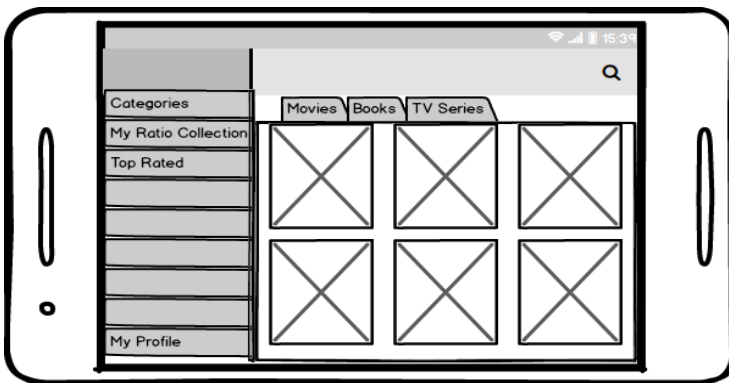 15:39
Categories
Movies Books TV Series
My Ratio Collection
Top Rated
My Profile